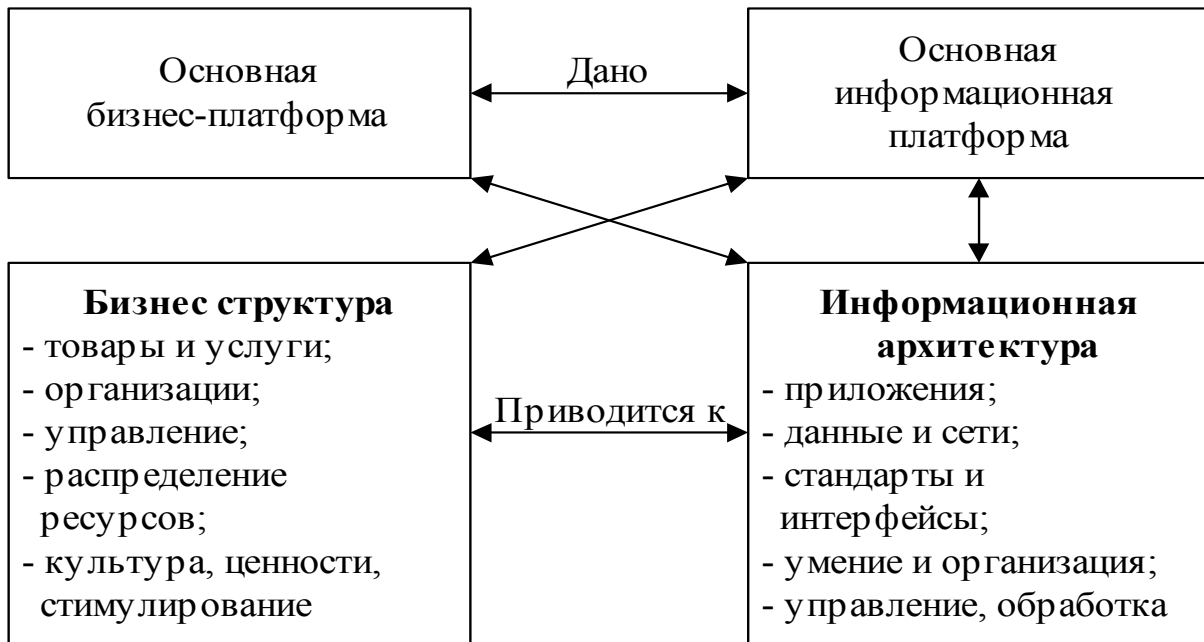 Основная
бизнес-платформа
Дано
Основная
информационная
платформа
Бизнес структура
- товары и услуги;
- организации;
- управление;
- распределение
ресурсов;
- культура, ценности,
стимулирование
Приводится к
Информационная
архитектура
- приложения;
- данные и сети;
- стандарты и
интерфейсы;
- умение и организация;
- управление, обработка